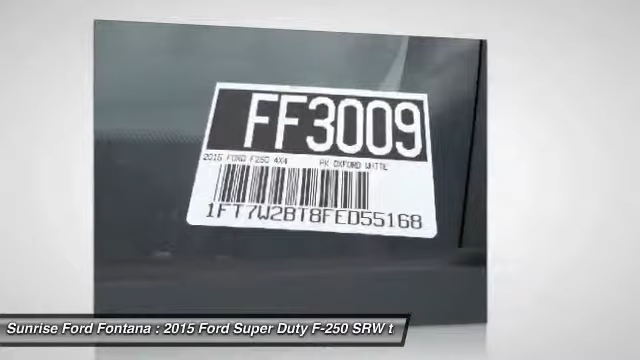 FF3009
2015 FORD F250 4X4 PK OXFORD WHITE
1FT7W2BT8FED55168
Sunrise Ford Fontana : 2015 Ford Super Duty F-250 SRW t